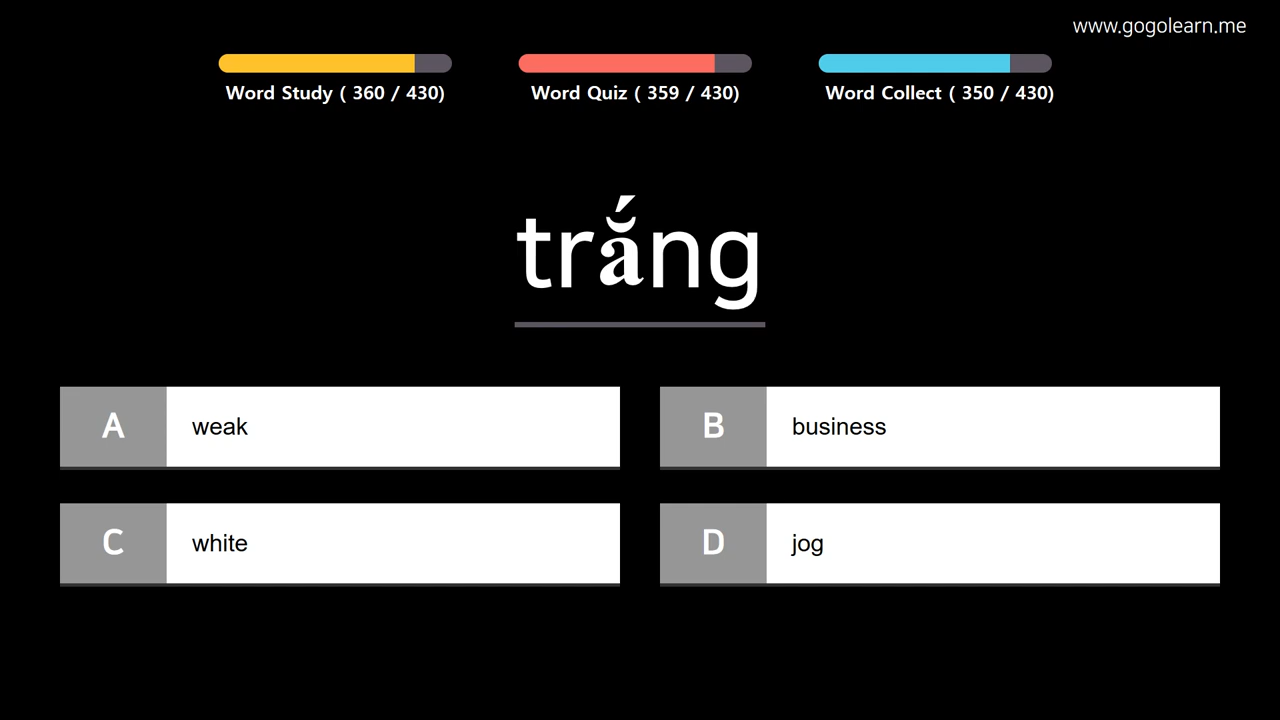 www.gogolearn.me
Word Study ( 360 / 430)
Word Quiz ( 359 / 430)
Word Collect ( 350 / 430)
trắng
A weak
B business
C white
D jog